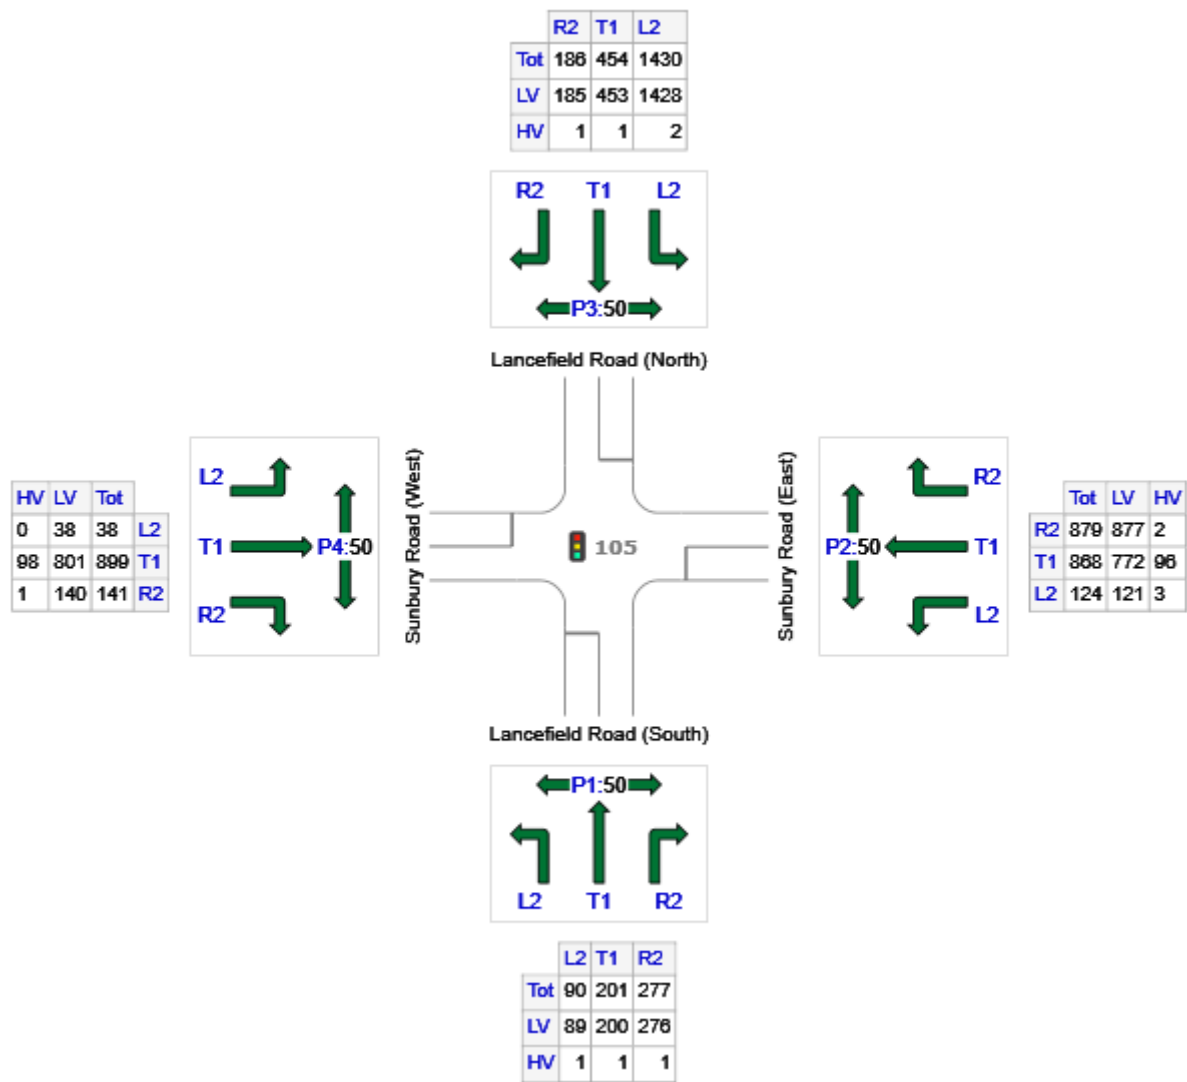 R2 T1 L2
Tot 186 454 1430
LV 185 453 1428
HV 1 1 2
R2 T1 L2
P3:50
Lancefield Road (North)
L2
T1
R2
P4:50
HV LV Tot
0 38 38 L2
98 801 899 T1
1 140 141 R2
Sunbury Road (West)
105
Sunbury Road (East)
R2
P2:50 T1
L2
Tot LV HV
R2 879 877 2
T1 868 772 96
L2 124 121 3
Lancefield Road (South)
P1:50
L2 T1 R2
L2 T1 R2
Tot 90 201 277
LV 89 200 276
HV 1 1 1